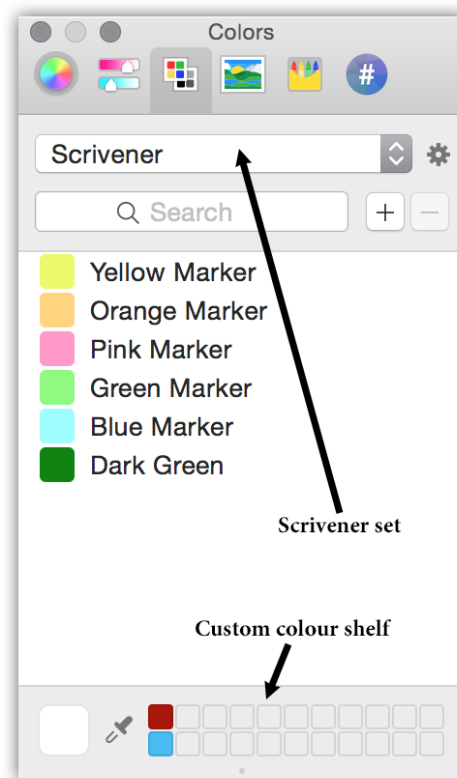 Colors
#
Scrivener
Search
Yellow Marker
Orange Marker
Pink Marker
Green Marker
Blue Marker
Dark Green
Scrivener set
Custom colour shelf